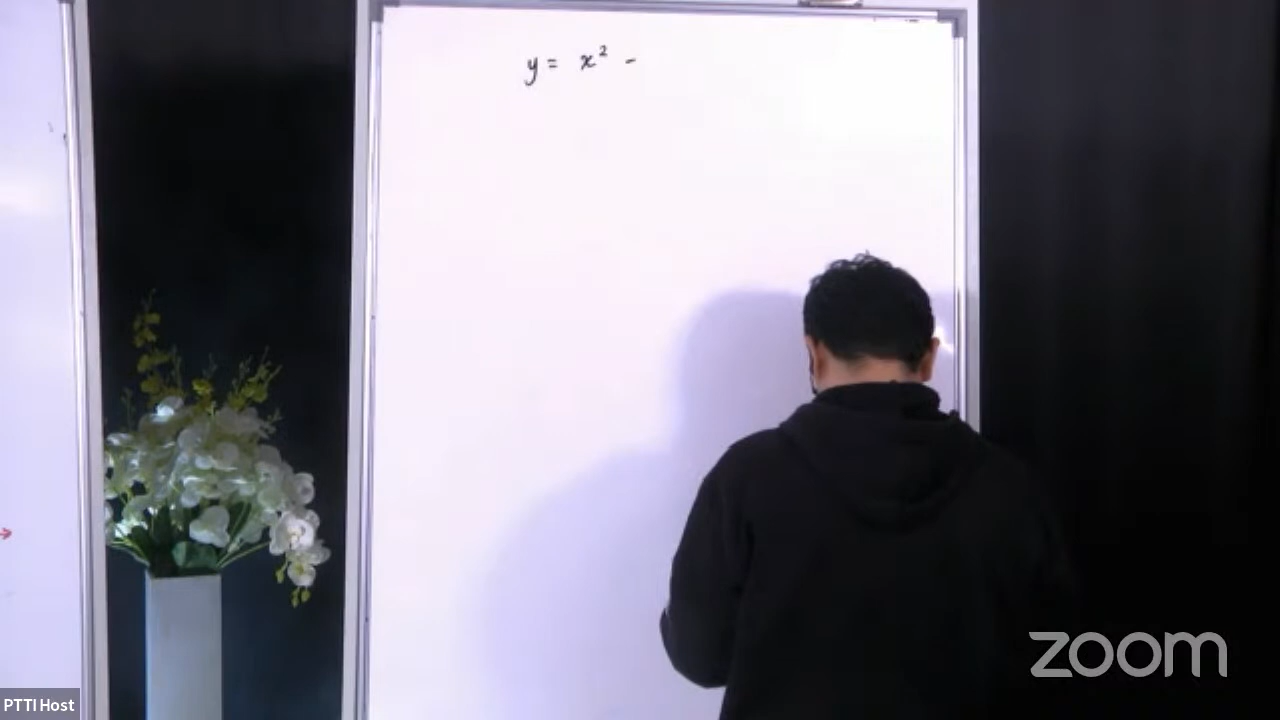 y = x² -
zoom
PTTI Host